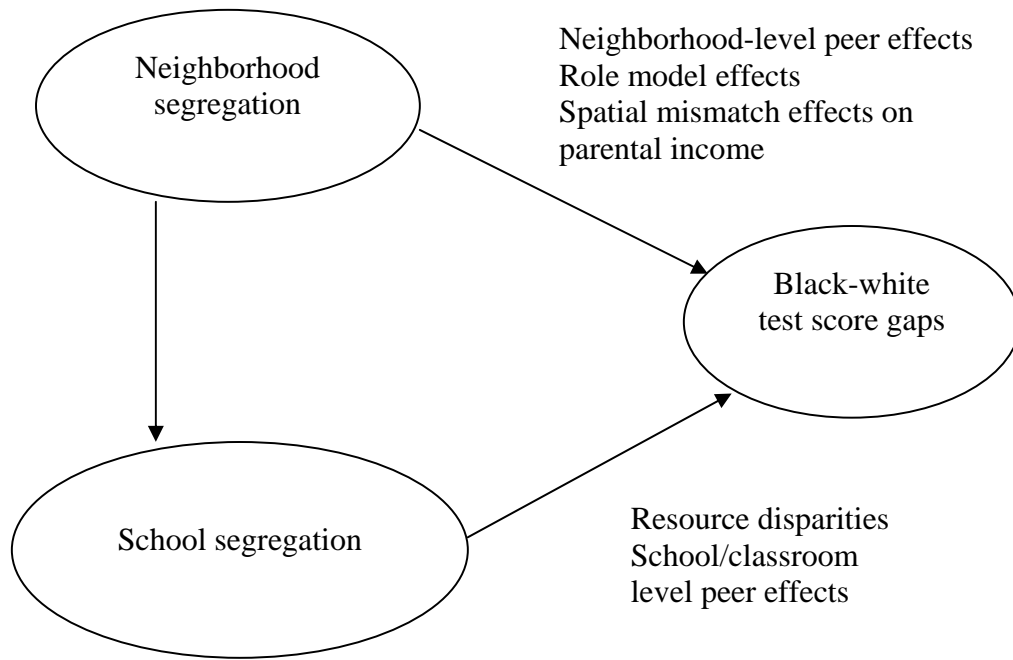 Neighborhood
segregation
Neighborhood-level peer effects
Role model effects
Spatial mismatch effects on
parental income
Black-white
test score gaps
School segregation
Resource disparities
School/classroom
level peer effects